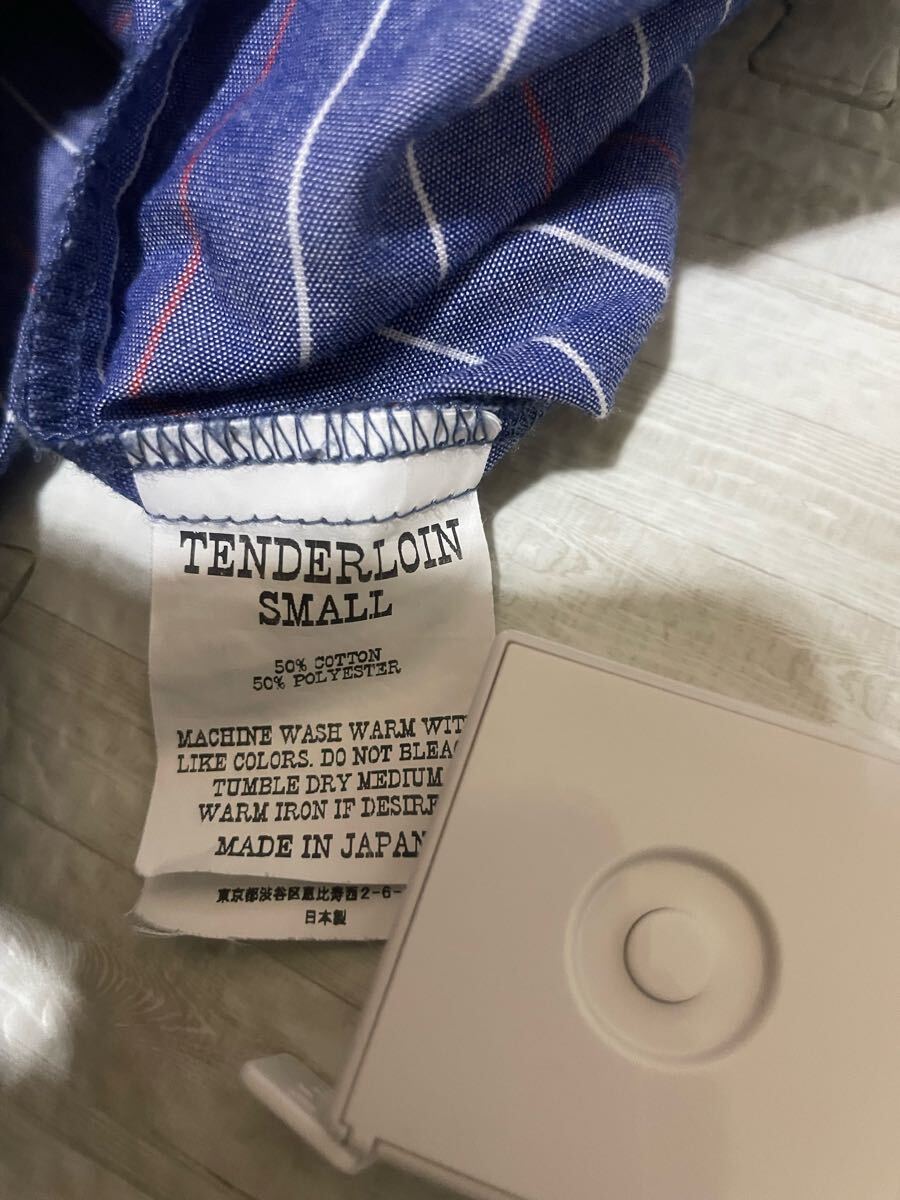 TENDERLOIN
SMALL
50% COTTON
50% POLYESTER
MACHINE WASH WARM WIT
LIKE COLORS. DO NOT BLEAC
TUMBLE DRY MEDIUM
WARM IRON IF DESIRE
MADE IN JAPAN
東京都渋谷区恵比寿西2-6-
日本製